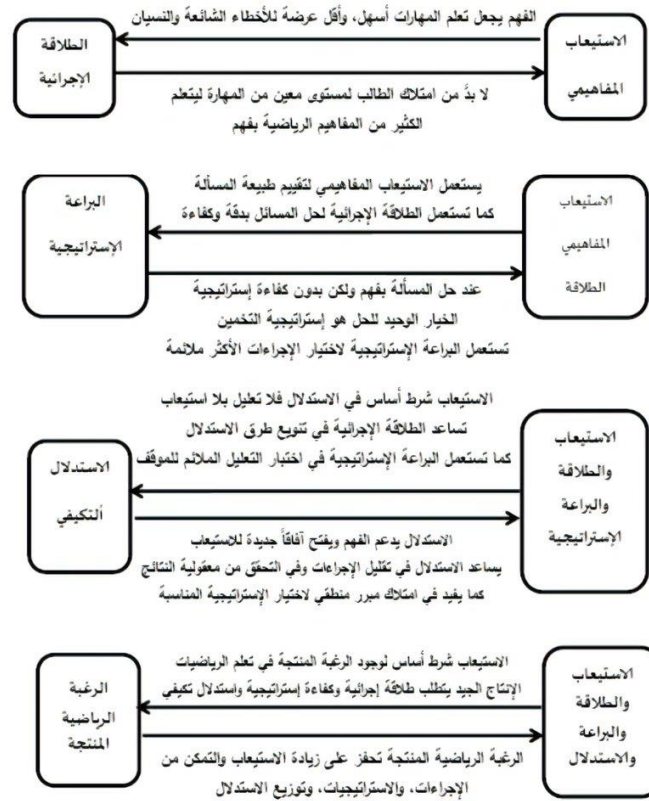 الفهم يجعل تعلم المهارات أسهل، وأقل عرضة للأخطاء الشائعة والنسيان
الاستيعاب
المفاهيمي
الطلاقة
الإجرائية
لا بدَّ من امتلاك الطالب لمستوى معين من المهارة ليتعلم
الكثير من المفاهيم الرياضية بفهم
الاستيعاب
المفاهيمي
الطلاقة
يستعمل الاستيعاب المفاهيمي لتقييم طبيعة المسألة
كما تستعمل الطلاقة الإجرائية لحل المسائل بدقة وكفاءة
البراعة
الإستراتيجية
عند حل المسألة بفهم ولكن بدون كفاءة إستراتيجية
الخيار الوحيد للحل هو إستراتيجية التخمين
تستعمل البراعة الإستراتيجية لاختيار الإجراءات الأكثر ملائمة
الاستيعاب
والطلاقة
والبراعة
الإستراتيجية
الاستيعاب شرط أساس في الاستدلال فلا تعليل بلا استيعاب
تساعد الطلاقة الإجرائية في تنويع طرق الاستدلال
كما تستعمل البراعة الإستراتيجية في اختبار التعليل الملائم للموقف
الاستدلال
ألتكيفي
الاستدلال يدعم الفهم ويفتح آفاقاً جديدة للاستيعاب
يساعد الاستدلال في تقليل الإجراءات وفي التحقق من معقولية النتائج
كما يفيد في امتلاك مبرر منطقي لاختيار الإستراتيجية المناسبة
الاستيعاب
والطلاقة
والبراعة
والاستدلال
الاستيعاب شرط أساس لوجود الرغبة المنتجة في تعلم الرياضيات
الإنتاج الجيد يتطلب طلاقة إجرائية وكفاءة إستراتيجية واستدلال تكيفي
الرغبة
الرياضية
المنتجة
الرغبة الرياضية المنتجة تحفز على زيادة الاستيعاب والتمكن من
الإجراءات، والاستراتيجيات، وتوزيع الاستدلال